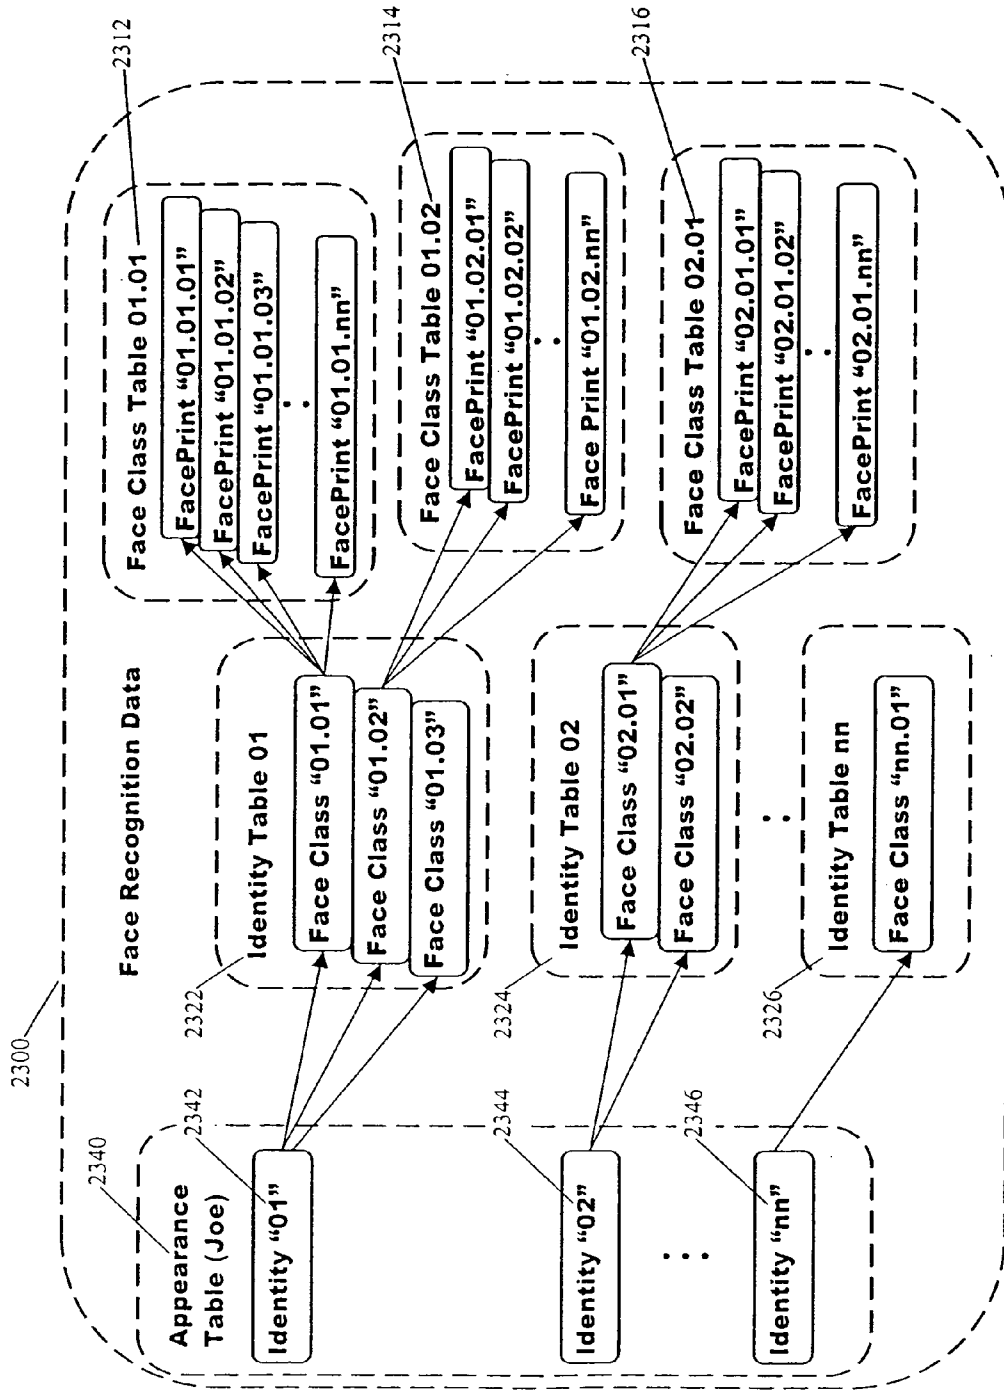 2300
Face Recognition Data
2340
Appearance
Table (Joe)
2342
Identity “01”
2344
Identity “02”
2346
Identity “nn”
2322
Identity Table 01
Face Class “01.01”
Face Class “01.02”
Face Class “01.03”
2324
Identity Table 02
Face Class “02.01”
Face Class “02.02”
2326
Identity Table nn
Face Class “nn.01”
2312
Face Class Table 01.01
FacePrint “01.01.01”
FacePrint “01.01.02”
FacePrint “01.01.03”
FacePrint “01.01.nn”
2314
Face Class Table 01.02
FacePrint “01.02.01”
FacePrint “01.02.02”
Face Print “01.02.nn”
2316
Face Class Table 02.01
FacePrint “02.01.01”
FacePrint “02.01.02”
FacePrint “02.01.nn”